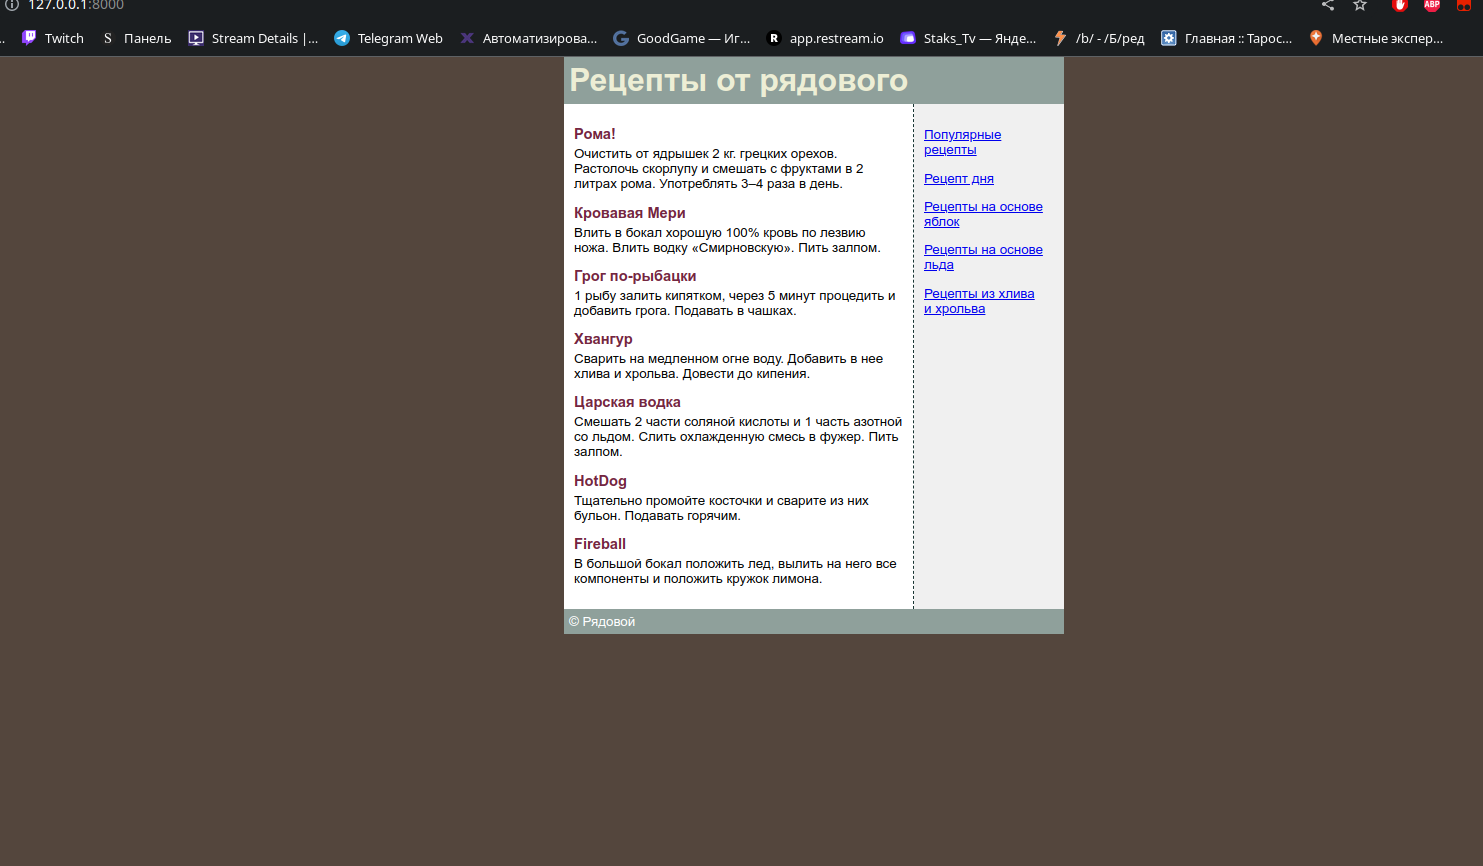 127.0.0.1:8000
Twitch
S Панель
Stream Details |...
Telegram Web
Автоматизирова...
GoodGame — Иг...
R app.restream.io
Staks_Tv — Янде...
/b/ - /Б/ред
Главная :: Тарос...
Местные экспер...
ABP
Рецепты от рядового
Рома!
Очистить от ядрышек 2 кг. грецких орехов.
Растолочь скорлупу и смешать с фруктами в 2
литрах рома. Употреблять 3–4 раза в день.
Кровавая Мери
Влить в бокал хорошую 100% кровь по лезвию
ножа. Влить водку «Смирновскую». Пить залпом.
Грог по-рыбацки
1 рыбу залить кипятком, через 5 минут процедить и
добавить грога. Подавать в чашках.
Хвангур
Сварить на медленном огне воду. Добавить в нее
хлива и хрольва. Довести до кипения.
Царская водка
Смешать 2 части соляной кислоты и 1 часть азотной
со льдом. Слить охлажденную смесь в фужер. Пить
залпом.
HotDog
Тщательно промойте косточки и сварите из них
бульон. Подавать горячим.
Fireball
В большой бокал положить лед, вылить на него все
компоненты и положить кружок лимона.
Популярные
рецепты
Рецепт дня
Рецепты на основе
яблок
Рецепты на основе
льда
Рецепты из хлива
и хрольва
© Рядовой